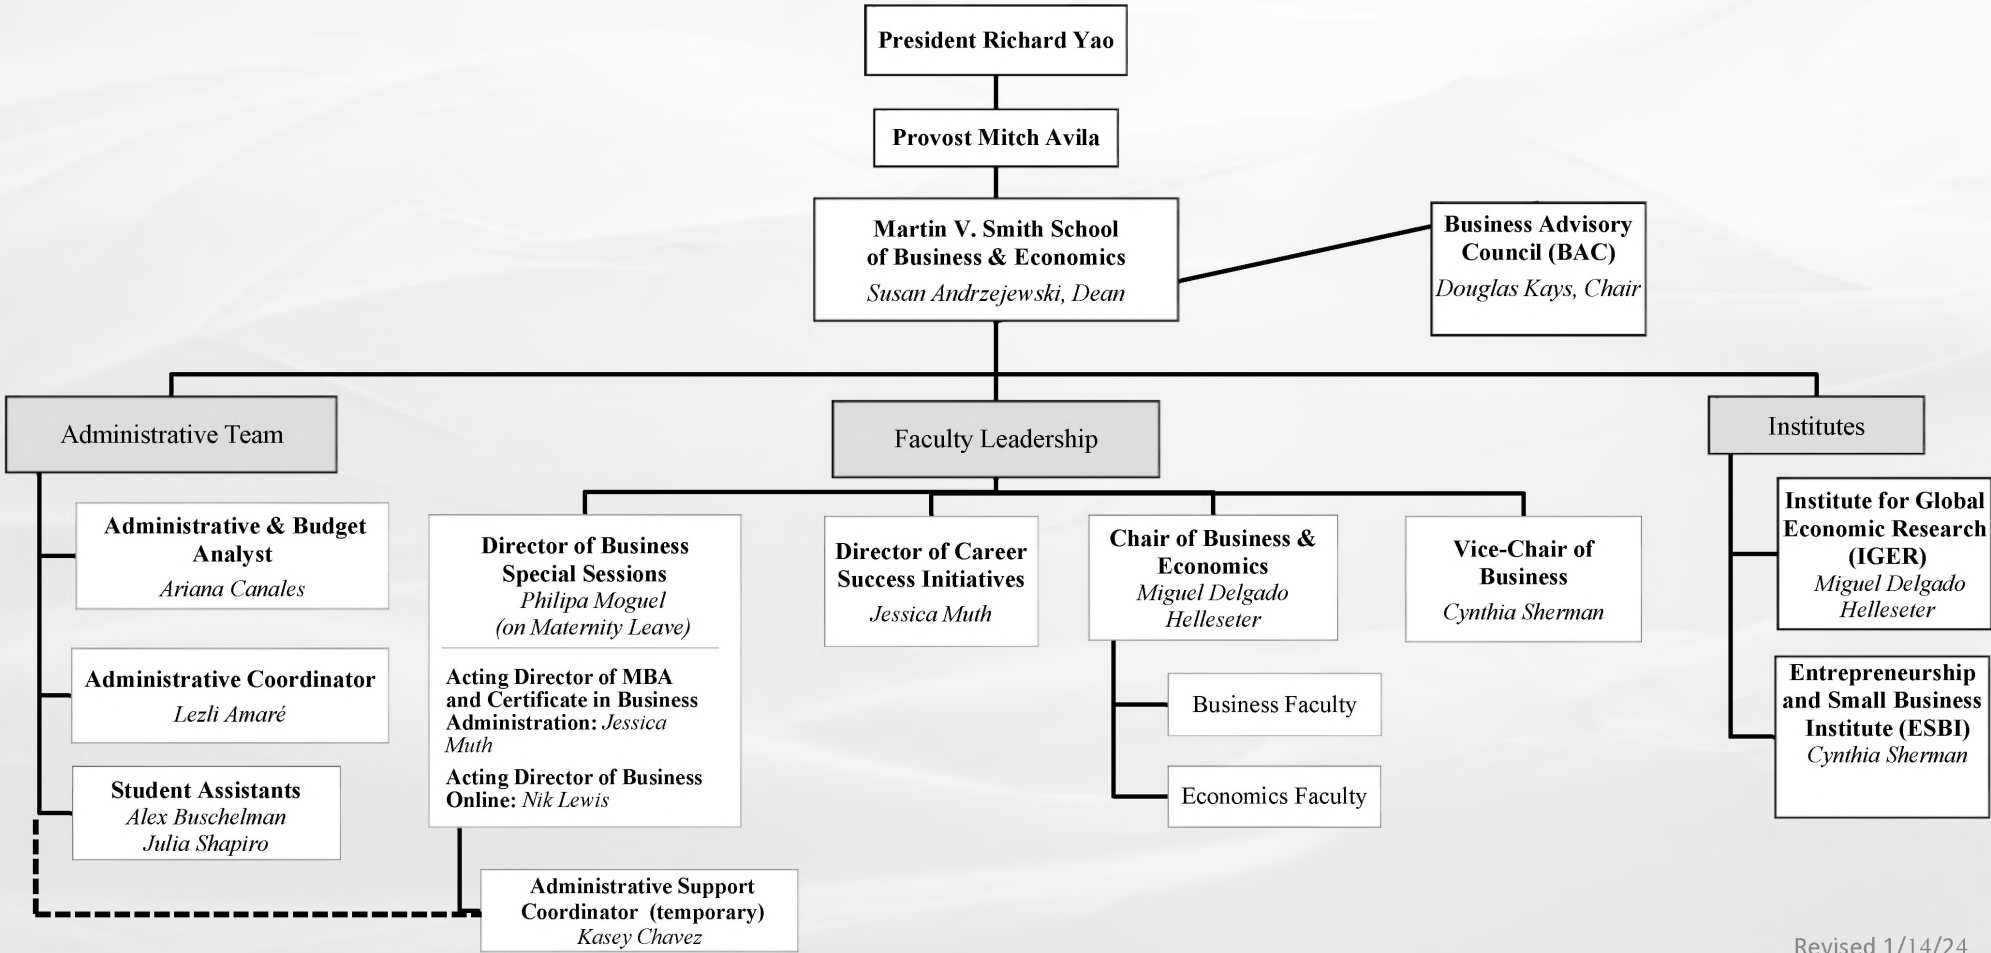 President Richard Yao
Provost Mitch Avila
Martin V. Smith School
of Business & Economics
Susan Andrzejewski, Dean
Business Advisory
Council (BAC)
Douglas Kays, Chair
Administrative Team
Faculty Leadership
Institutes
Administrative & Budget
Analyst
Ariana Canales
Administrative Coordinator
Lezli Amaré
Student Assistants
Alex Buschelman
Julia Shapiro
Director of Business
Special Sessions
Philipa Moguel
(on Maternity Leave)
Acting Director of MBA
and Certificate in Business
Administration: Jessica
Muth
Acting Director of Business
Online: Nik Lewis
Administrative Support
Coordinator (temporary)
Kasey Chavez
Director of Career
Success Initiatives
Jessica Muth
Chair of Business &
Economics
Miguel Delgado
Helleseter
Business Faculty
Economics Faculty
Vice-Chair of
Business
Cynthia Sherman
Institute for Global
Economic Research
(IGER)
Miguel Delgado
Helleseter
Entrepreneurship
and Small Business
Institute (ESBI)
Cynthia Sherman
Revised 1/14/24